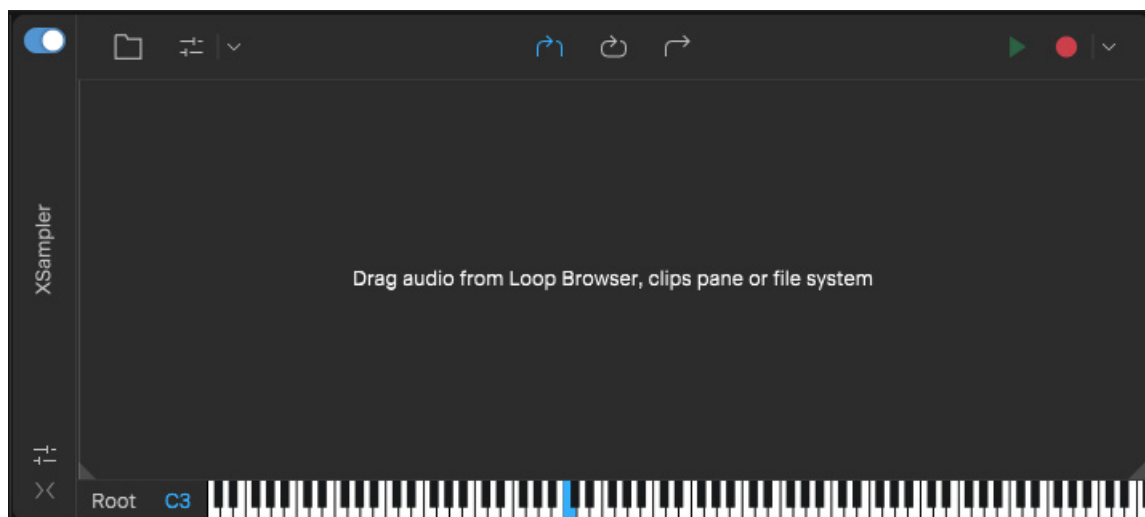 XSampler
Drag audio from Loop Browser, clips pane or file system
Root C3